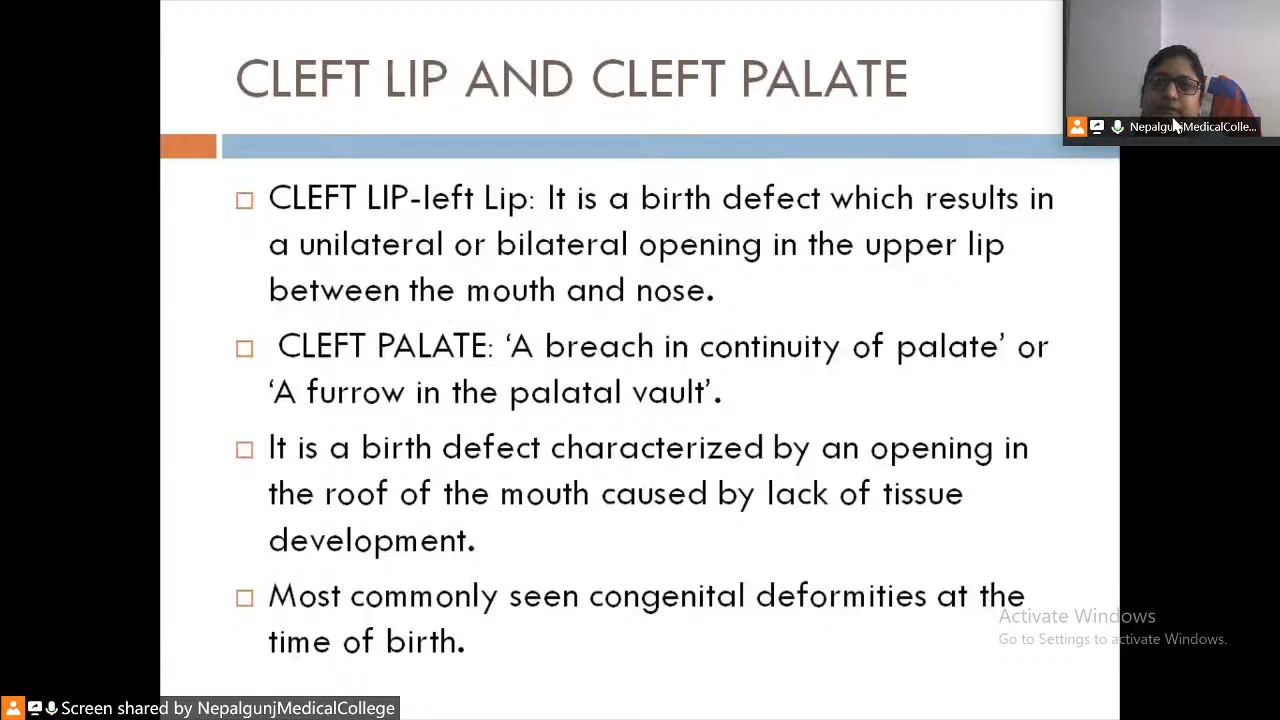 CLEFT LIP AND CLEFT PALATE
NepalgunjMedicalColle...
CLEFT LIP-left Lip: It is a birth defect which results in
a unilateral or bilateral opening in the upper lip
between the mouth and nose.
CLEFT PALATE: ‘A breach in continuity of palate’ or
‘A furrow in the palatal vault’.
It is a birth defect characterized by an opening in
the roof of the mouth caused by lack of tissue
development.
Most commonly seen congenital deformities at the
time of birth.
Activate Windows
Go to Settings to activate Windows.
Screen shared by NepalgunjMedicalCollege